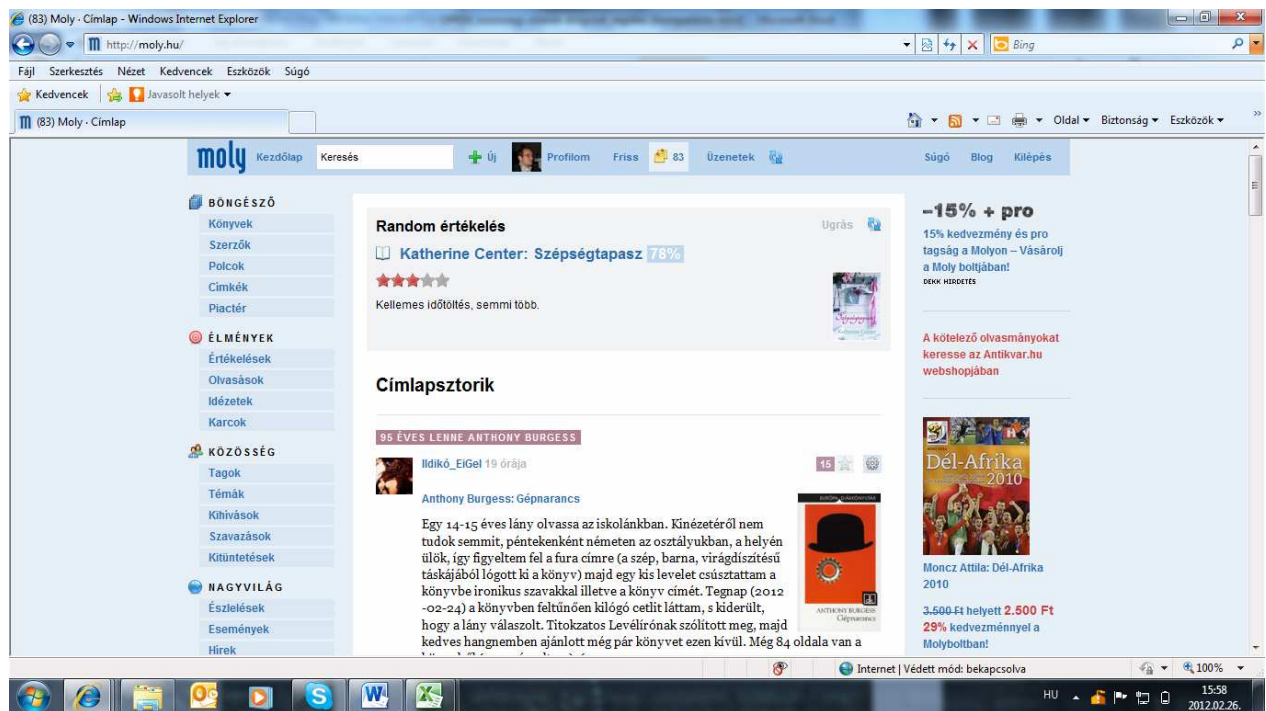 (83) Moly - Címlap - Windows Internet Explorer
http://moly.hu/
Bing
Fájl Szerkesztés Nézet Kedvencek Eszközök Súgó
Kedvencek Javasolt helyek
(83) Moly · Címlap
Oldal Biztonság Eszközök
moly Kezdőlap Keresés Új Profilom Friss 83 Üzenetek Súgó Blog Kilépés
BÖNGÉSZŐ
Könyvek
Szerzők
Polcok
Címkék
Piactér
ÉLMÉNYEK
Értékelések
Olvasások
Idézetek
Karcok
KÖZÖSSÉG
Tagok
Témák
Kihívások
Szavazások
Kitüntetések
NAGYVILÁG
Észlelések
Események
Hírek
Random értékelés Ugrás
Katherine Center: Szépségtapasz 78%
Kellemes időtöltés, semmi több.
Címlapsztorik
95 ÉVES LENNE ANTHONY BURGESS
Ildikó_EiGel 19 órája 15
Anthony Burgess: Gépnarancs
Egy 14-15 éves lány olvassa az iskolánkban. Kinézetéről nem
tudok semmit, péntekenként németen az osztályukban, a helyén
ülök, így figyeltem fel a fura címre (a szép, barna, virágdíszítésű
táskájából lógott ki a könyv) majd egy kis levelet csúsztattam a
könyvbe ironikus szavakkal illetve a könyv címét. Tegnap (2012
-02-24) a könyvben feltűnően kilógó cetlit láttam, s kiderült,
hogy a lány válaszolt. Titokzatos Levélírónak szólított meg, majd
kedves hangnemben ajánlott még pár könyvet ezen kívül. Még 84 oldala van a
ANTHONY BURGESS
Gépnarancs
-15% + pro
15% kedvezmény és pro
tagság a Molyon – Vásárolj
a Moly boltjában!
DEKK HIRDETÉS
A kötelező olvasmányokat
keresse az Antikvar.hu
webshopjában
Dél-Afrika
2010
Moncz Attila: Dél-Afrika
2010
3.500 Ft helyett 2.500 Ft
29% kedvezménnyel a
Molyboltban!
Internet | Védett mód: bekapcsolva 100%
HU 15:58
2012.02.26.